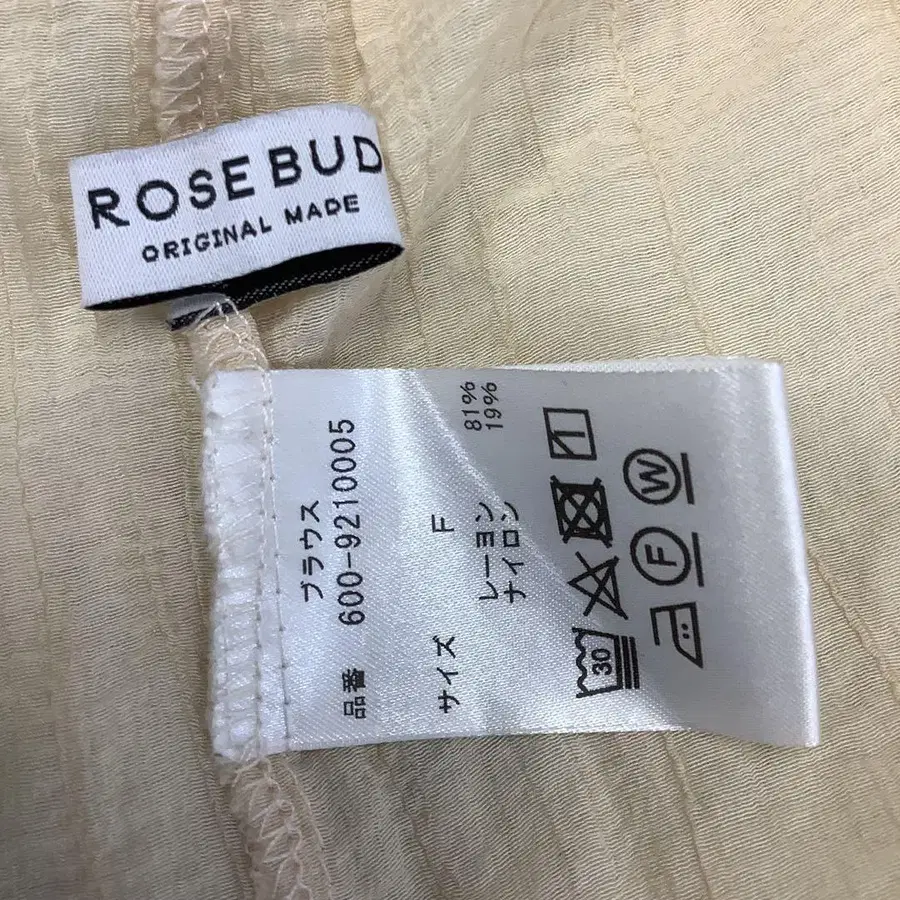 ROSE BUD
ORIGINAL MADE
ブラウス
品番 600-9210005
サイズ F
レーヨン 81%
ナイロン 19%
30
F
W